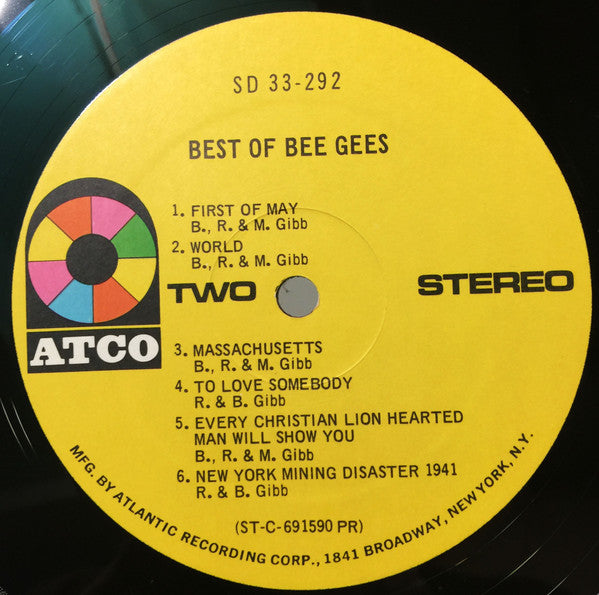 SD 33-292
BEST OF BEE GEES
1. FIRST OF MAY
B., R. & M. Gibb
2. WORLD
B., R. & M. Gibb
TWO
STEREO
ATCO
3. MASSACHUSETTS
B., R. & M. Gibb
4. TO LOVE SOMEBODY
R. & B. Gibb
5. EVERY CHRISTIAN LION HEARTED
MAN WILL SHOW YOU
B., R. & M. Gibb
6. NEW YORK MINING DISASTER 1941
R. & B. Gibb
(ST-C-691590 PR)
MFG. BY ATLANTIC RECORDING CORP., 1841 BROADWAY, NEW YORK, N.Y.